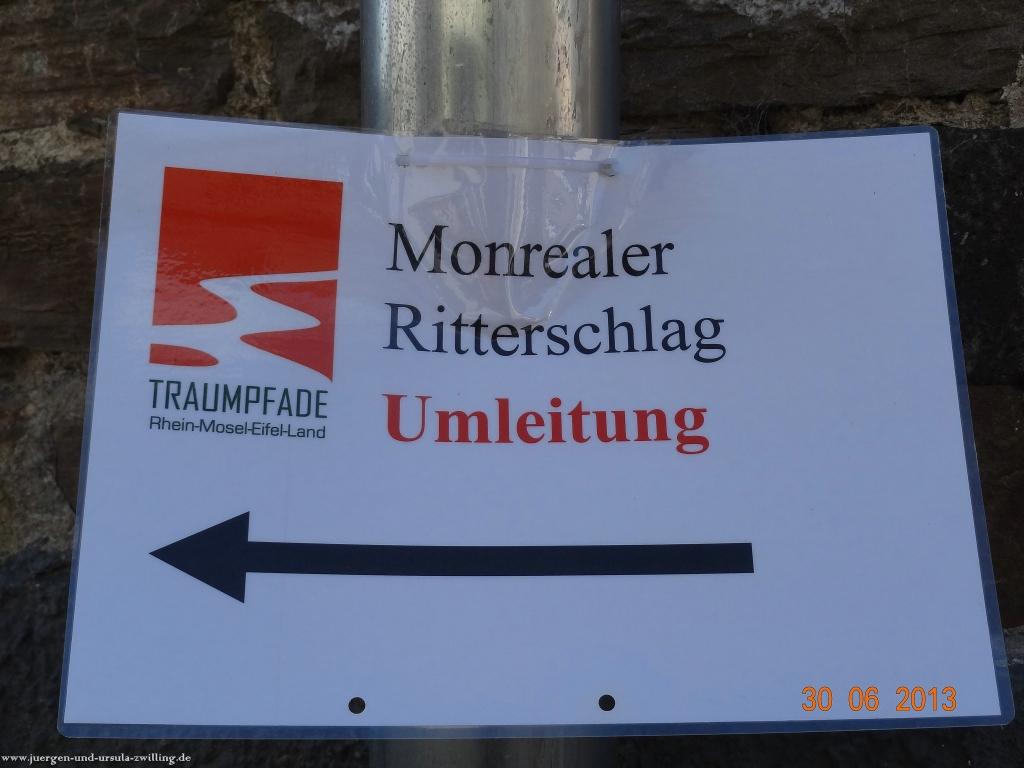 Monrealer
Ritterschlag
Umleitung
TRAUMPFADE
Rhein-Mosel-Eifel-Land
30 06 2013
www.juergen-und-ursula-zwilling.de